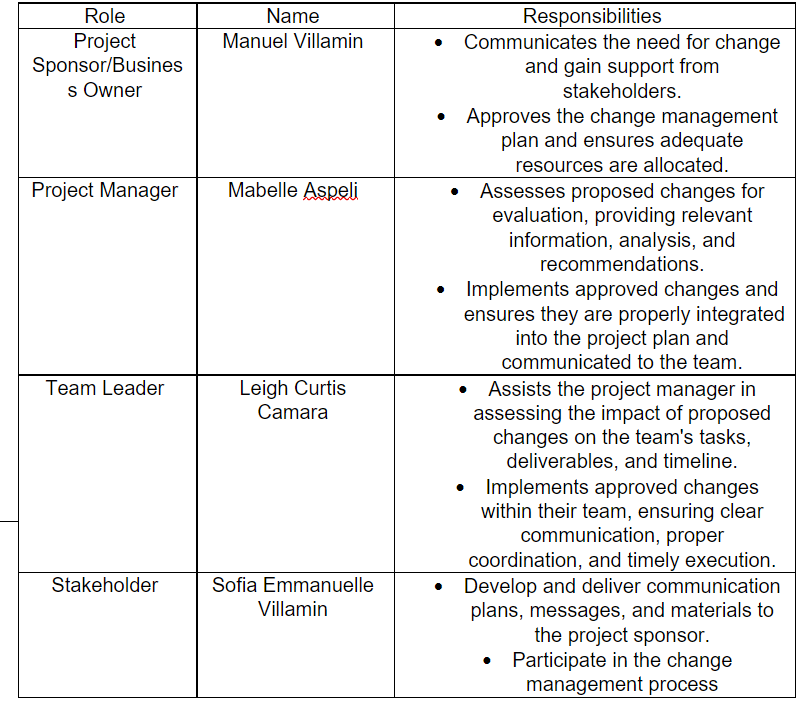 Role Name Responsibilities
Project
Sponsor/Busines
s Owner
Manuel Villamin
• Communicates the need for change
and gain support from
stakeholders.
• Approves the change management
plan and ensures adequate
resources are allocated.
Project Manager
Mabelle Aspeli
• Assesses proposed changes for
evaluation, providing relevant
information, analysis, and
recommendations.
• Implements approved changes and
ensures they are properly integrated
into the project plan and
communicated to the team.
Team Leader
Leigh Curtis
Camara
• Assists the project manager in
assessing the impact of proposed
changes on the team's tasks,
deliverables, and timeline.
• Implements approved changes
within their team, ensuring clear
communication, proper
coordination, and timely execution.
Stakeholder
Sofia Emmanuelle
Villamin
• Develop and deliver communication
plans, messages, and materials to
the project sponsor.
• Participate in the change
management process